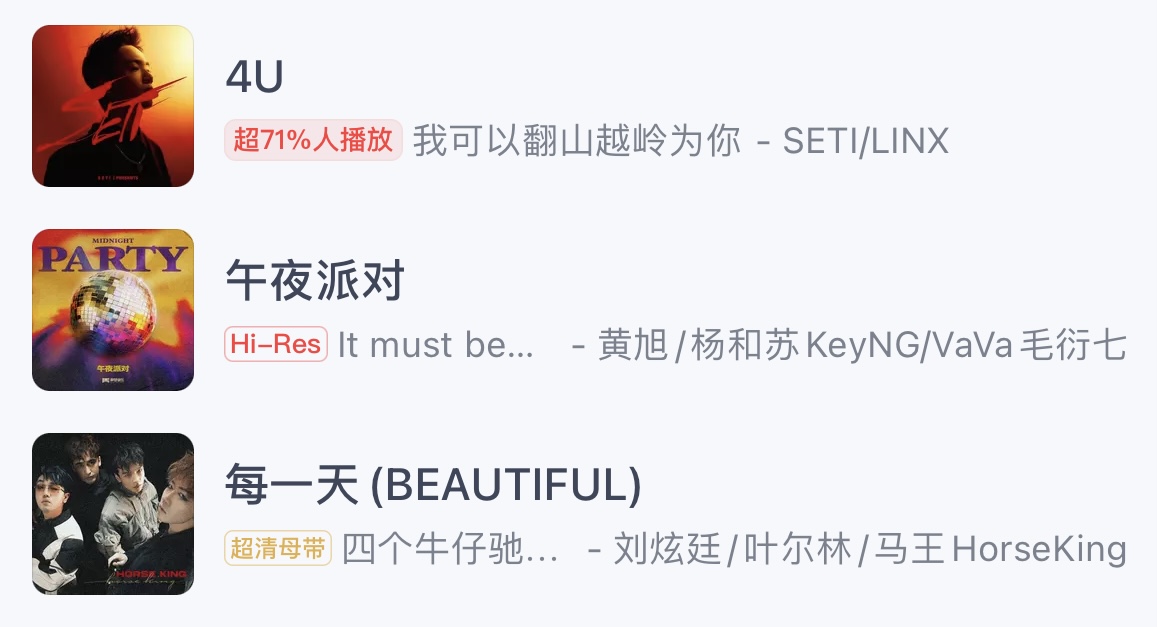 SETI
4U
超71%人播放 我可以翻山越岭为你 - SETI/LINX
MIDNIGHT
PARTY
午夜派对
午夜派对
Hi-Res It must be... - 黄旭/杨和苏KeyNG/VaVa毛衍七
每一天 (BEAUTIFUL)
超清母带 四个牛仔驰... - 刘炫廷/叶尔林/马王HorseKing
HORSE KING